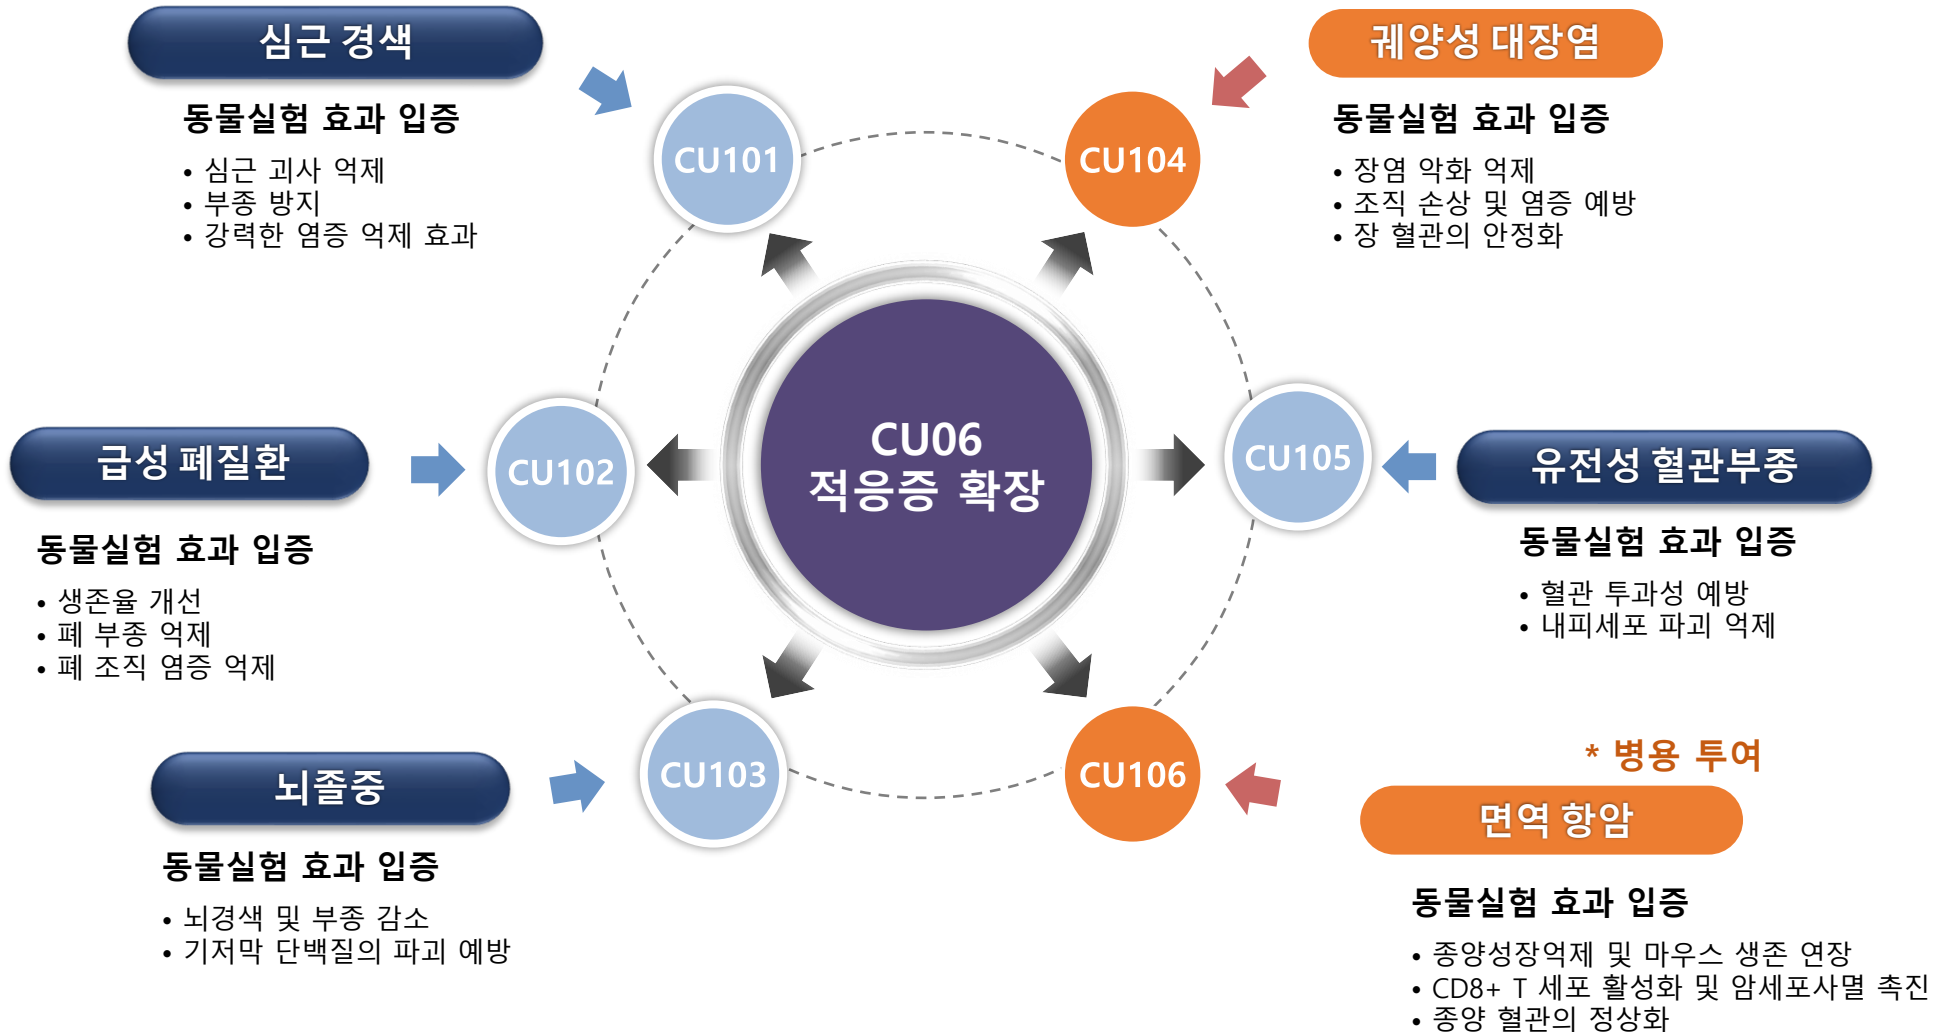 심근 경색
동물실험 효과 입증
• 심근 괴사 억제
• 부종 방지
• 강력한 염증 억제 효과
CU101
궤양성 대장염
동물실험 효과 입증
• 장염 악화 억제
• 조직 손상 및 염증 예방
• 장 혈관의 안정화
CU104
CU06
적응증 확장
급성 폐질환
동물실험 효과 입증
• 생존율 개선
• 폐 부종 억제
• 폐 조직 염증 억제
CU102
CU105
유전성 혈관부종
동물실험 효과 입증
• 혈관 투과성 예방
• 내피세포 파괴 억제
뇌졸중
동물실험 효과 입증
• 뇌경색 및 부종 감소
• 기저막 단백질의 파괴 예방
CU103
CU106
* 병용 투여
면역 항암
동물실험 효과 입증
• 종양성장억제 및 마우스 생존 연장
• CD8+ T 세포 활성화 및 암세포사멸 촉진
• 종양 혈관의 정상화